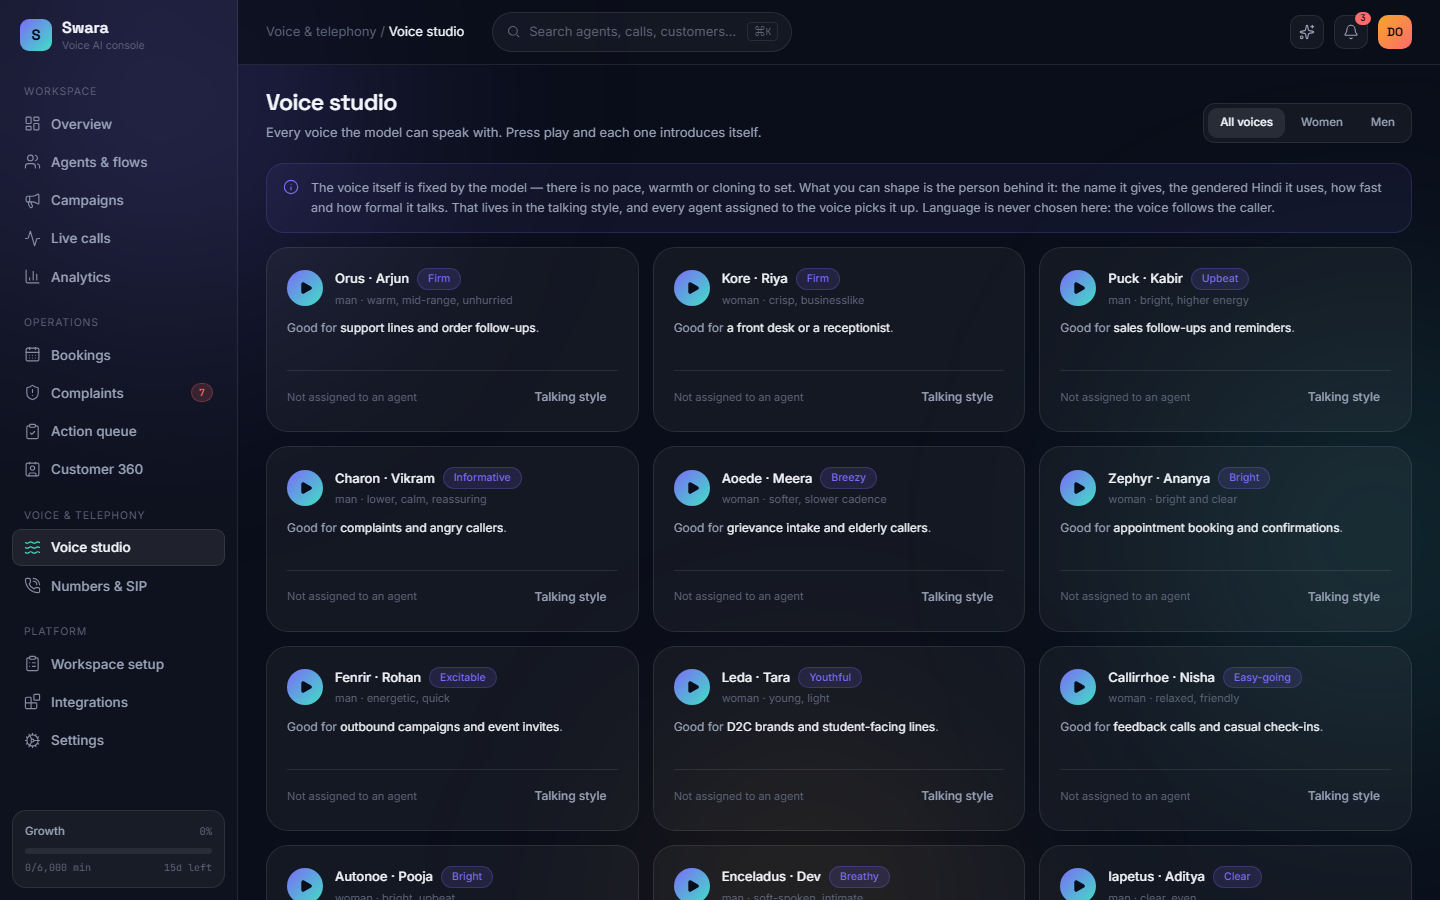 S
Swara
Voice AI console
WORKSPACE
Overview
Agents & flows
Campaigns
Live calls
Analytics
OPERATIONS
Bookings
Complaints 7
Action queue
Customer 360
VOICE & TELEPHONY
Voice studio
Numbers & SIP
PLATFORM
Workspace setup
Integrations
Settings
Growth 0%
0/6,000 min 15d left
Voice & telephony / Voice studio
Search agents, calls, customers... ⌘K
3
DO
Voice studio
Every voice the model can speak with. Press play and each one introduces itself.
All voices Women Men
The voice itself is fixed by the model — there is no pace, warmth or cloning to set. What you can shape is the person behind it: the name it gives, the gendered Hindi it uses, how fast
and how formal it talks. That lives in the talking style, and every agent assigned to the voice picks it up. Language is never chosen here: the voice follows the caller.
Orus · Arjun Firm
man · warm, mid-range, unhurried
Good for support lines and order follow-ups.
Not assigned to an agent Talking style
Kore · Riya Firm
woman · crisp, businesslike
Good for a front desk or a receptionist.
Not assigned to an agent Talking style
Puck · Kabir Upbeat
man · bright, higher energy
Good for sales follow-ups and reminders.
Not assigned to an agent Talking style
Charon · Vikram Informative
man · lower, calm, reassuring
Good for complaints and angry callers.
Not assigned to an agent Talking style
Aoede · Meera Breezy
woman · softer, slower cadence
Good for grievance intake and elderly callers.
Not assigned to an agent Talking style
Zephyr · Ananya Bright
woman · bright and clear
Good for appointment booking and confirmations.
Not assigned to an agent Talking style
Fenrir · Rohan Excitable
man · energetic, quick
Good for outbound campaigns and event invites.
Not assigned to an agent Talking style
Leda · Tara Youthful
woman · young, light
Good for D2C brands and student-facing lines.
Not assigned to an agent Talking style
Callirrhoe · Nisha Easy-going
woman · relaxed, friendly
Good for feedback calls and casual check-ins.
Not assigned to an agent Talking style
Autonoe · Pooja Bright
woman · bright, upbeat
Enceladus · Dev Breathy
man · soft-spoken, intimate
Iapetus · Aditya Clear
man · clear, even